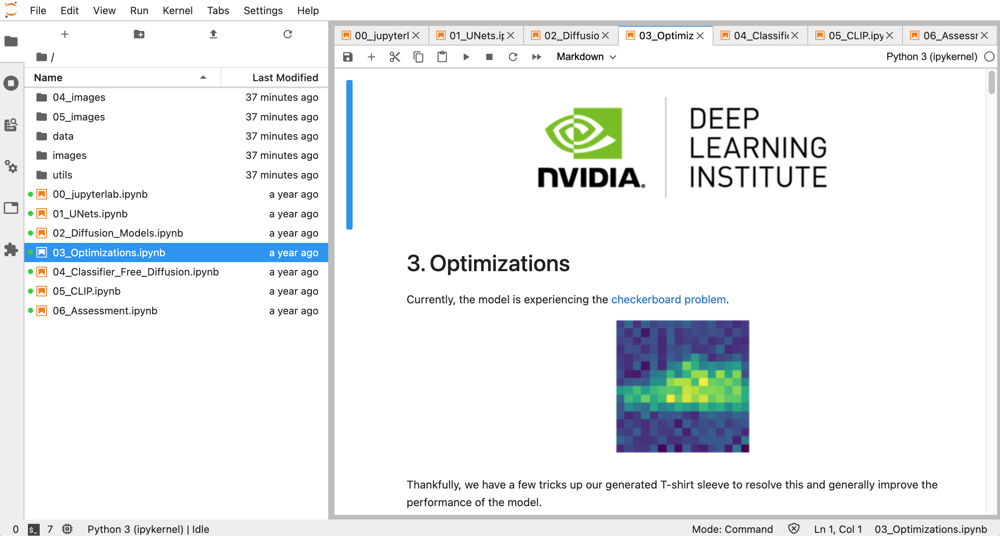 File Edit View Run Kernel Tabs Settings Help
/
Name Last Modified
04_images 37 minutes ago
05_images 37 minutes ago
data 37 minutes ago
images 37 minutes ago
utils 37 minutes ago
00_jupyterlab.ipynb a year ago
01_UNets.ipynb a year ago
02_Diffusion_Models.ipynb a year ago
03_Optimizations.ipynb a year ago
04_Classifier_Free_Diffusion.ipynb a year ago
05_CLIP.ipynb a year ago
06_Assessment.ipynb a year ago
00_jupyterl 01_UNets.ip 02_Diffusio 03_Optimiz 04_Classifi 05_CLIP.ipy 06_Assessr
Markdown Python 3 (ipykernel)
NVIDIA.
DEEP
LEARNING
INSTITUTE
3. Optimizations
Currently, the model is experiencing the checkerboard problem.
Thankfully, we have a few tricks up our generated T-shirt sleeve to resolve this and generally improve the
performance of the model.
0 $_ 7 Python 3 (ipykernel) | Idle Mode: Command Ln 1, Col 1 03_Optimizations.ipynb